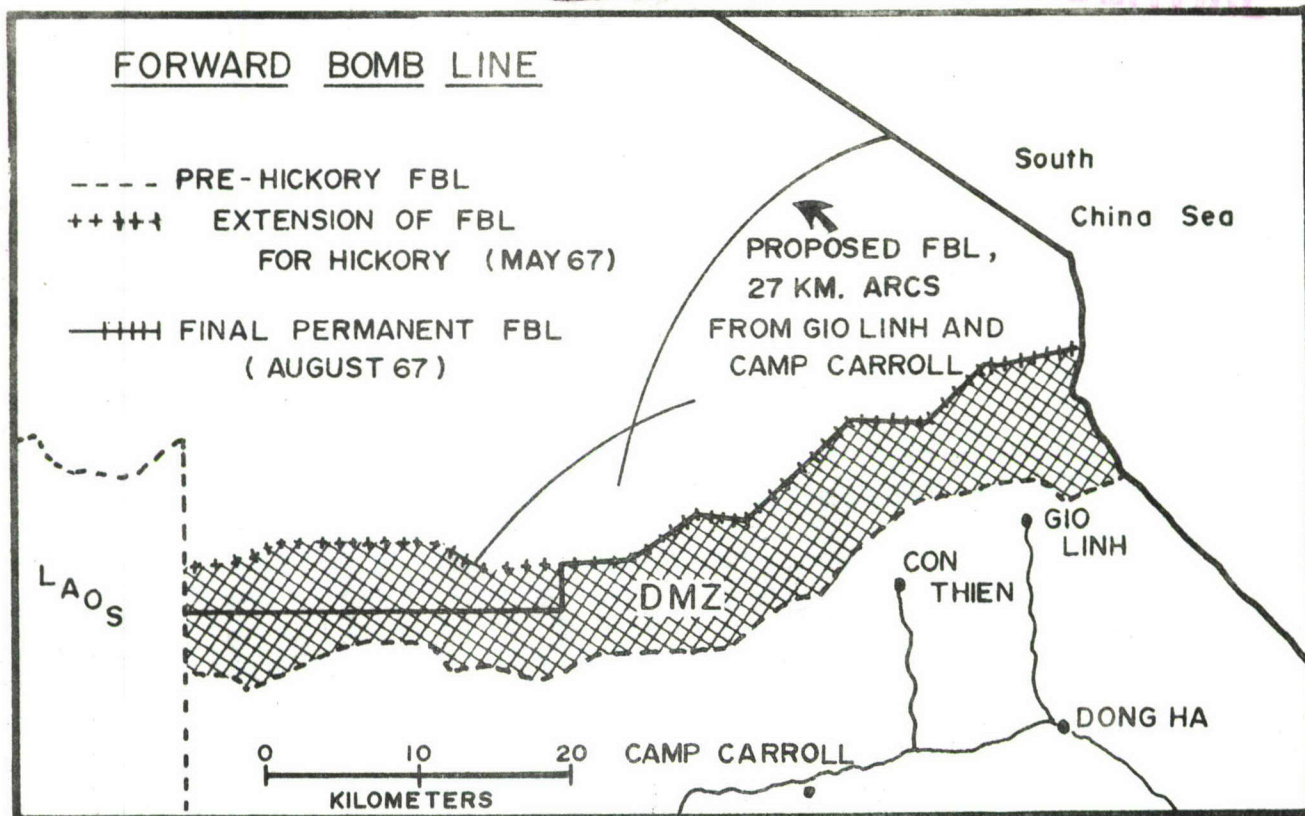 FORWARD BOMB LINE
PRE-HICKORY FBL
EXTENSION OF FBL
FOR HICKORY (MAY 67)
FINAL PERMANENT FBL
(AUGUST 67)
South
China Sea
PROPOSED FBL,
27 KM. ARCS
FROM GIO LINH AND
CAMP CARROLL
LAOS
DMZ
GIO
LINH
CON
THIEN
DONG HA
CAMP CARROLL
0 10 20
KILOMETERS